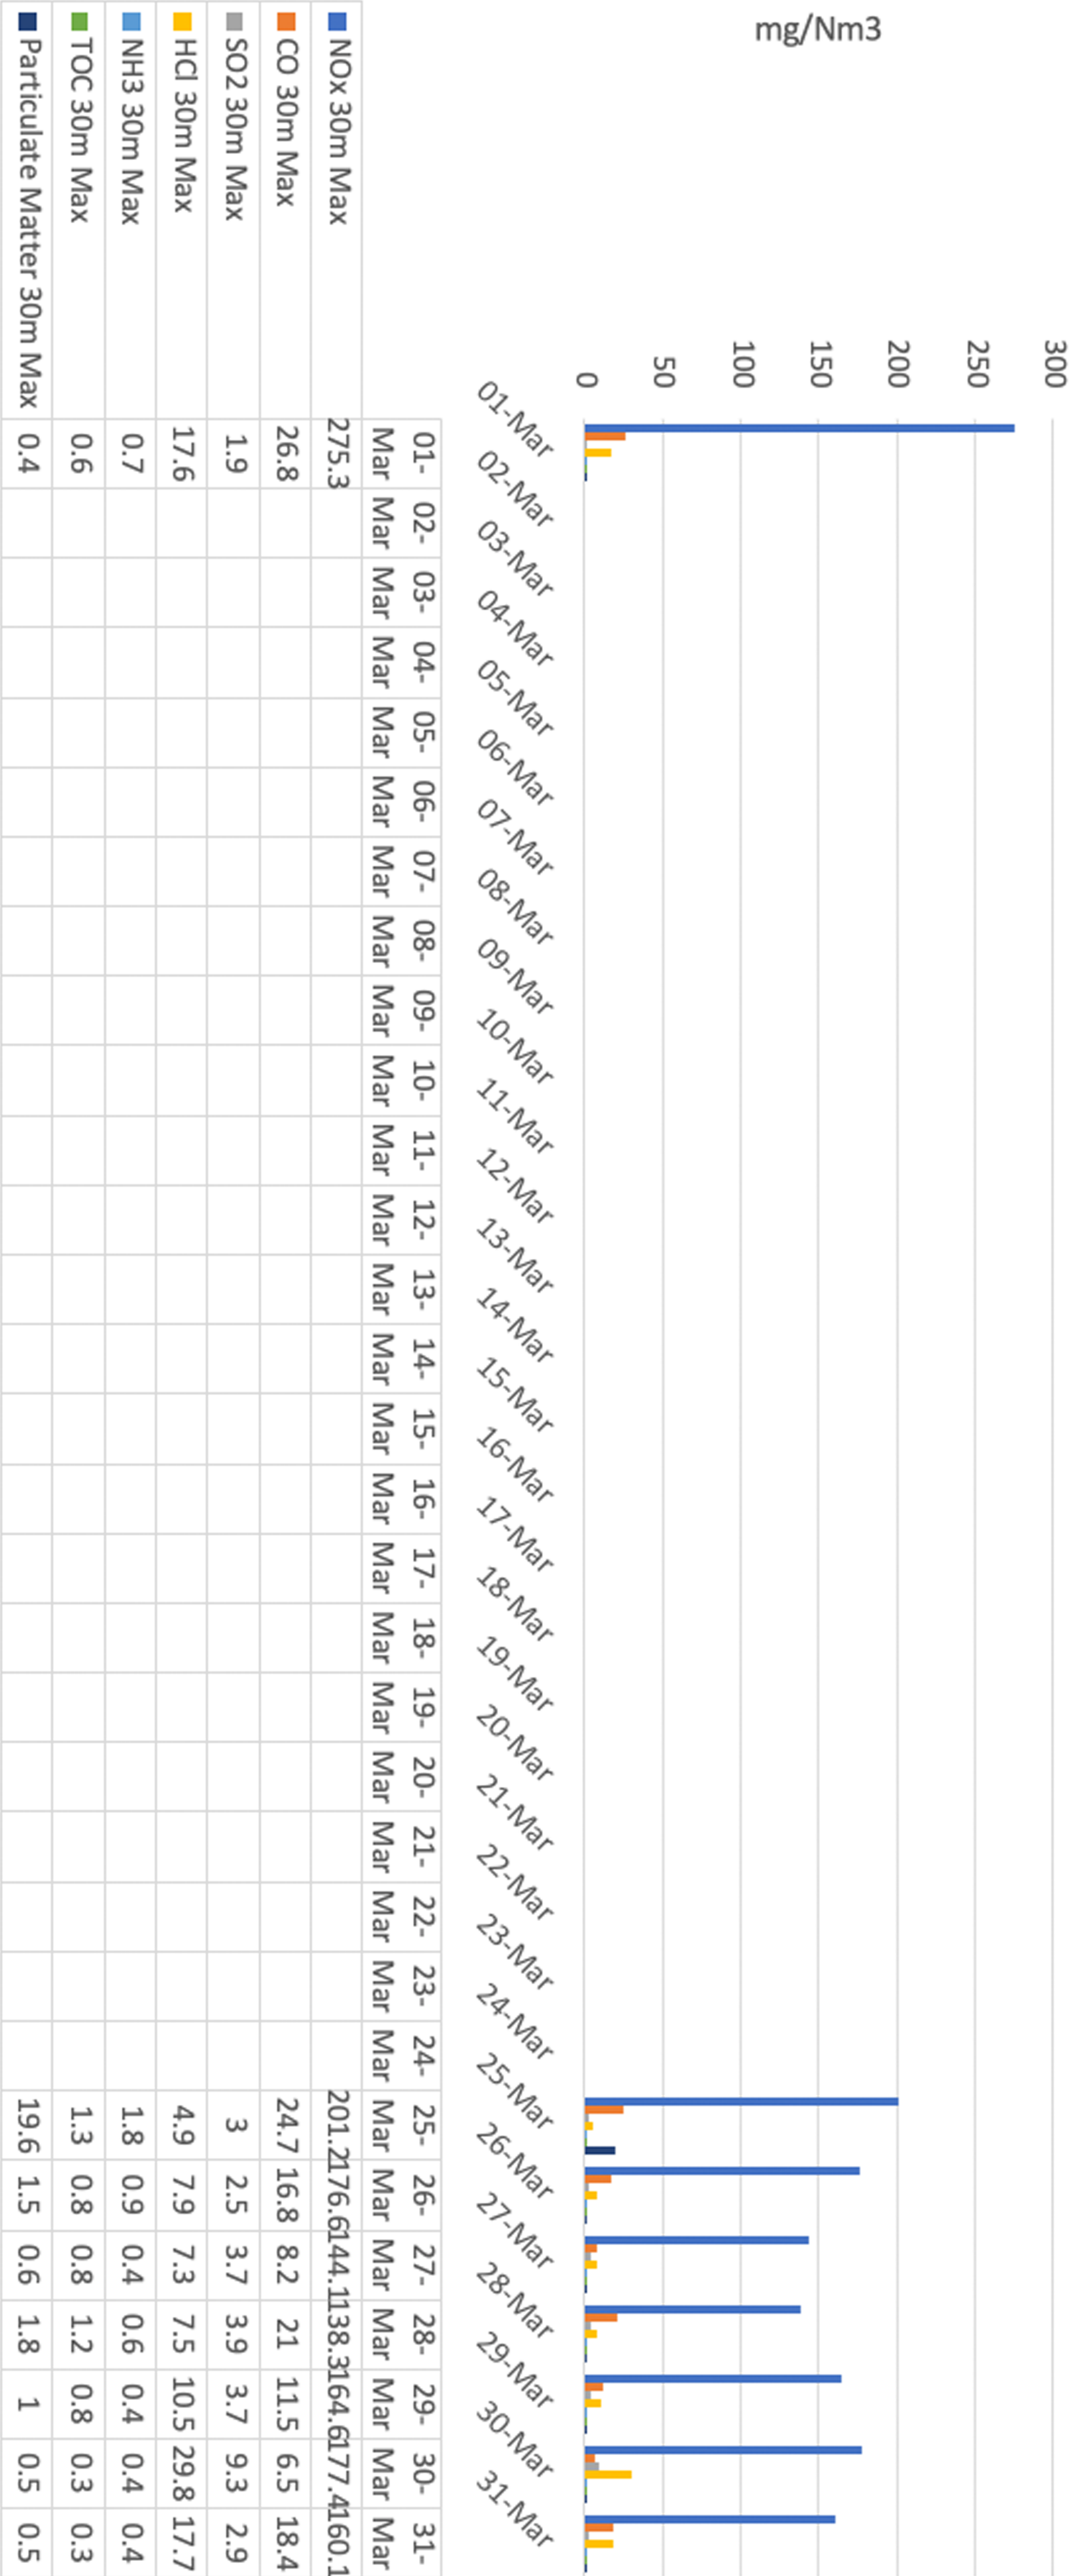 mg/Nm3
300
250
200
150
100
50
0
01-Mar 02-Mar 03-Mar 04-Mar 05-Mar 06-Mar 07-Mar 08-Mar 09-Mar 10-Mar 11-Mar 12-Mar 13-Mar 14-Mar 15-Mar 16-Mar 17-Mar 18-Mar 19-Mar 20-Mar 21-Mar 22-Mar 23-Mar 24-Mar 25-Mar 26-Mar 27-Mar 28-Mar 29-Mar 30-Mar 31-Mar
01- 02- 03- 04- 05- 06- 07- 08- 09- 10- 11- 12- 13- 14- 15- 16- 17- 18- 19- 20- 21- 22- 23- 24- 25- 26- 27- 28- 29- 30- 31-
Mar Mar Mar Mar Mar Mar Mar Mar Mar Mar Mar Mar Mar Mar Mar Mar Mar Mar Mar Mar Mar Mar Mar Mar Mar Mar Mar Mar Mar Mar Mar
NOx 30m Max 275.3 201.2 176.6 144.1 138.3 164.6 177.4 160.1
CO 30m Max 26.8 24.7 16.8 8.2 21 11.5 6.5 18.4
SO2 30m Max 1.9 3 2.5 3.7 3.9 3.7 9.3 2.9
HCl 30m Max 17.6 4.9 7.9 7.3 7.5 10.5 29.8 17.7
NH3 30m Max 0.7 1.8 0.9 0.4 0.6 0.4 0.4 0.4
TOC 30m Max 0.6 1.3 0.8 0.8 1.2 0.8 0.3 0.3
Particulate Matter 30m Max 0.4 19.6 1.5 0.6 1.8 1 0.5 0.5